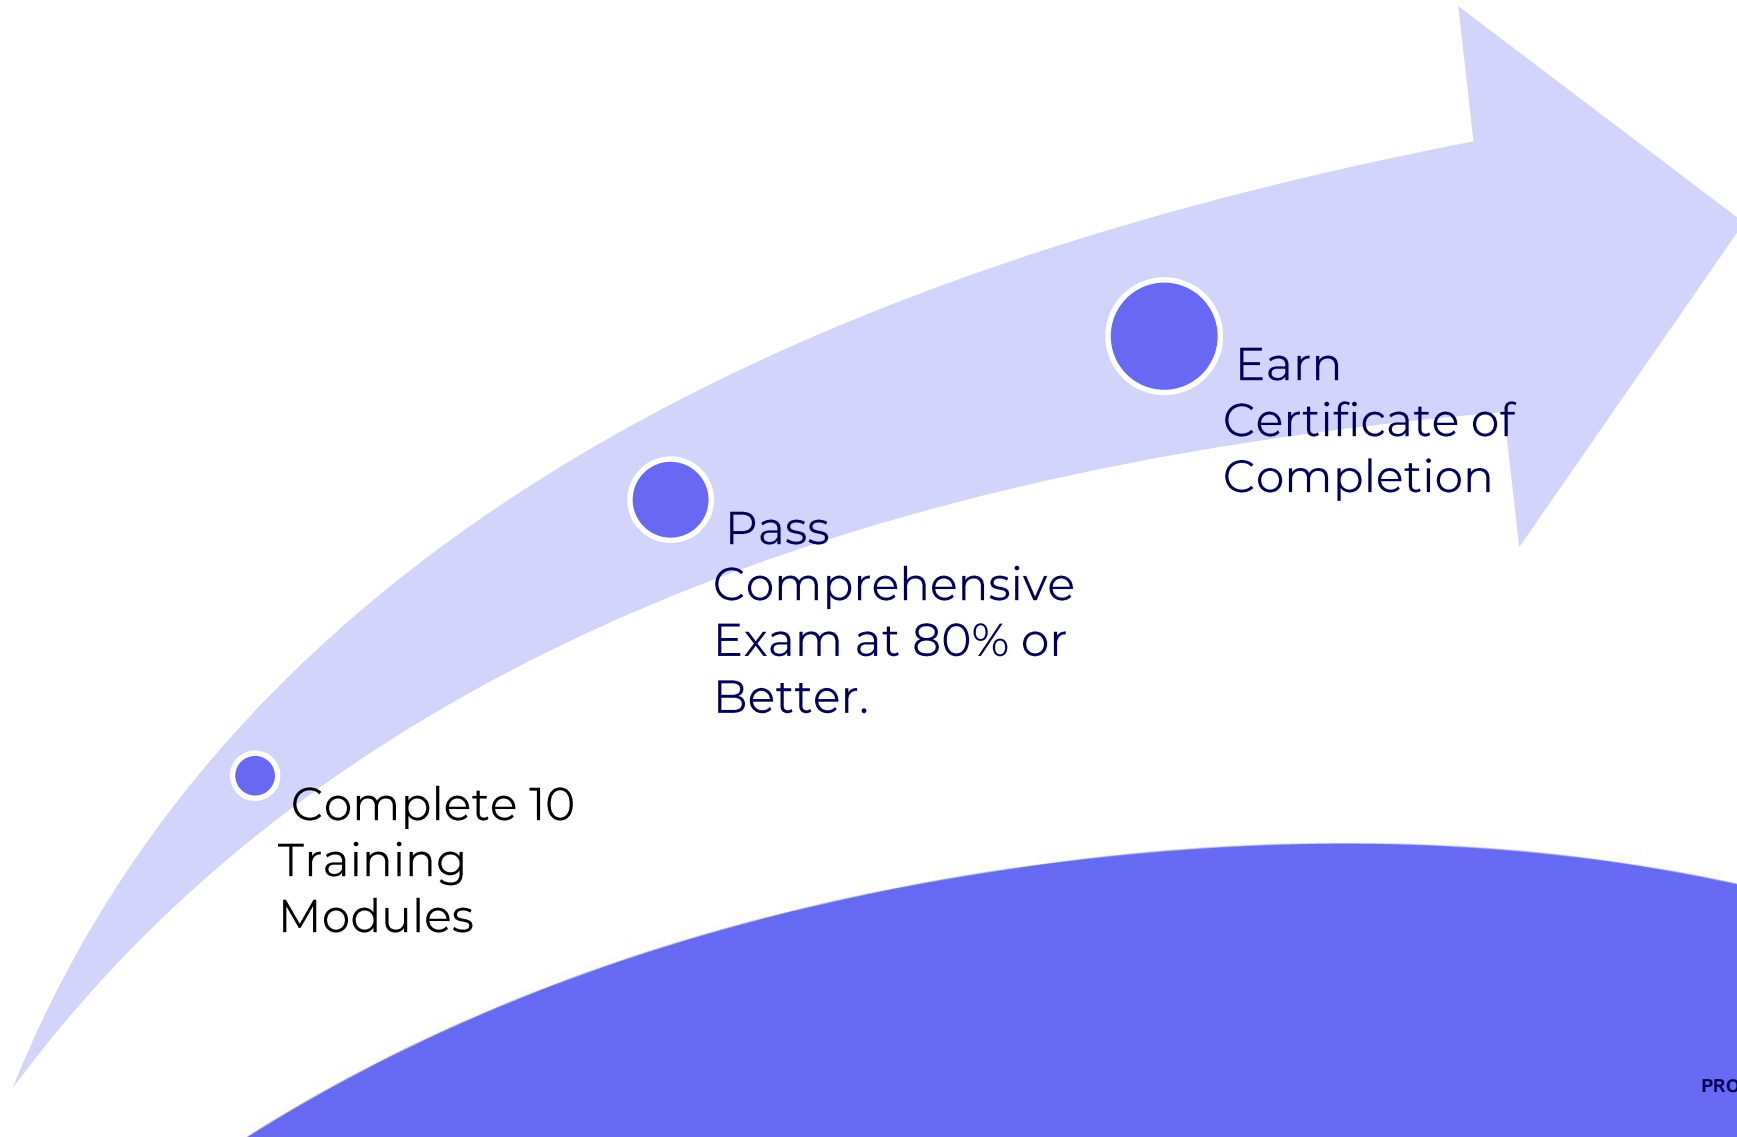 Earn
Certificate of
Completion
Pass
Comprehensive
Exam at 80% or
Better.
Complete 10
Training
Modules
PRO